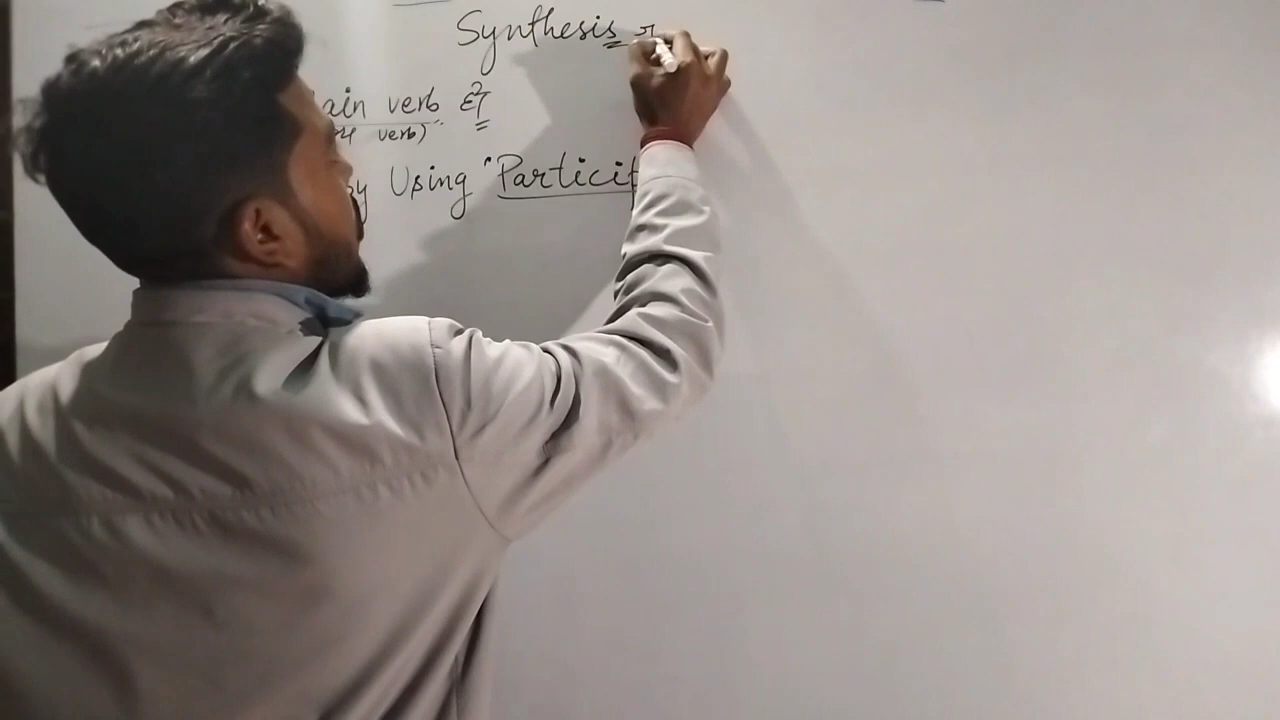 Synthesis
ain verb हो
verb)
y Using "Particip